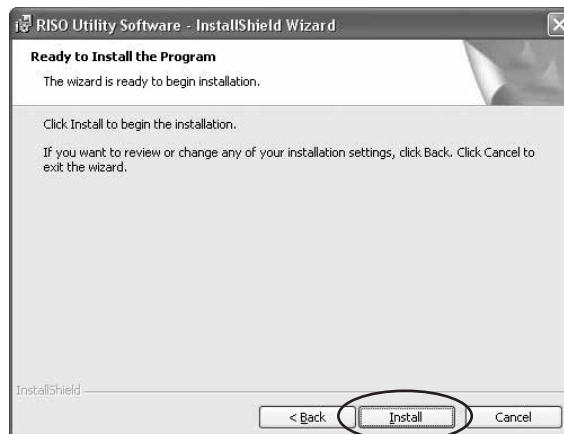 RISO Utility Software - InstallShield Wizard
Ready to Install the Program
The wizard is ready to begin installation.
Click Install to begin the installation.
If you want to review or change any of your installation settings, click Back. Click Cancel to
exit the wizard.
InstallShield
< Back
Install
Cancel